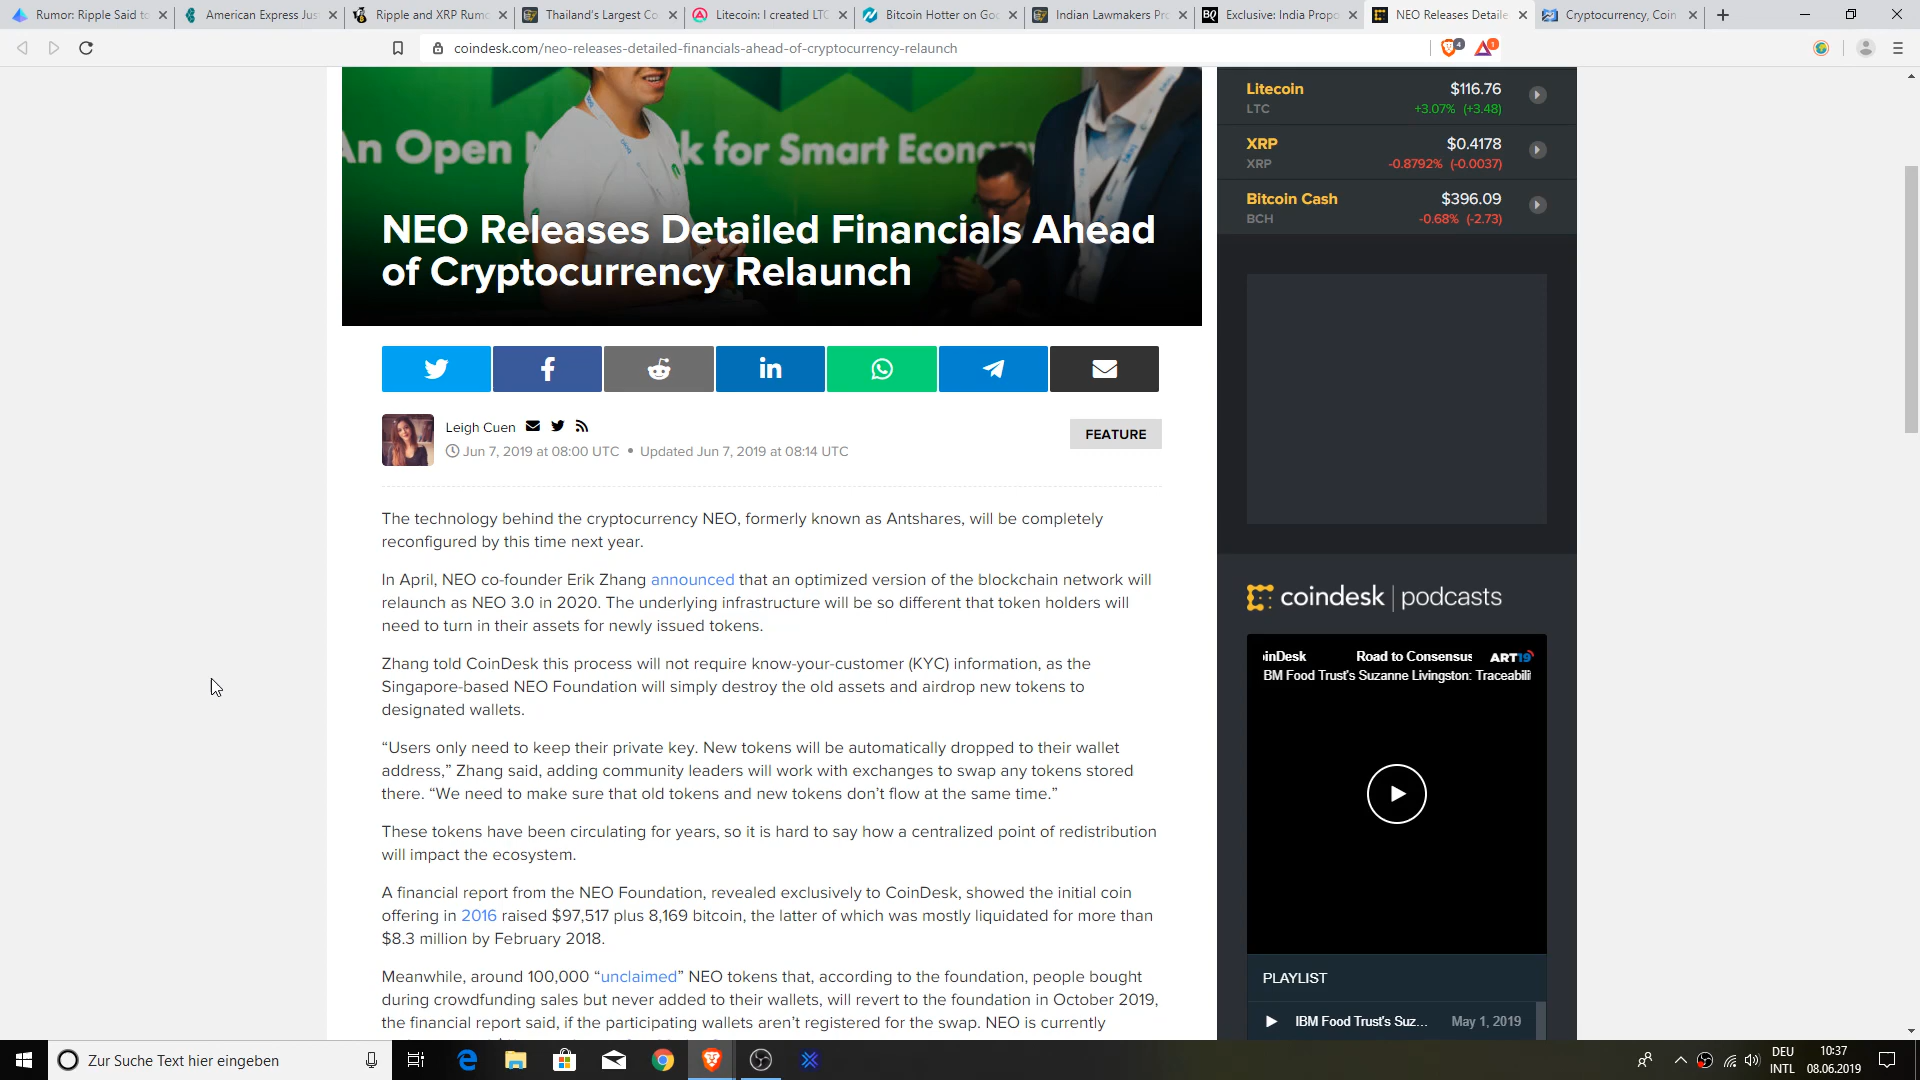 Rumor: Ripple Said to
American Express Jus
Ripple and XRP Rumo
Thailand's Largest Co
Litecoin: I created LTC
Bitcoin Hotter on Goo
Indian Lawmakers Pro
Exclusive: India Propo
NEO Releases Detaile
Cryptocurrency, Coin
coindesk.com/neo-releases-detailed-financials-ahead-of-cryptocurrency-relaunch
4
1
An Open N k for Smart Economy
NEO Releases Detailed Financials Ahead
of Cryptocurrency Relaunch
Leigh Cuen
Jun 7, 2019 at 08:00 UTC • Updated Jun 7, 2019 at 08:14 UTC
FEATURE
The technology behind the cryptocurrency NEO, formerly known as Antshares, will be completely
reconfigured by this time next year.
In April, NEO co-founder Erik Zhang announced that an optimized version of the blockchain network will
relaunch as NEO 3.0 in 2020. The underlying infrastructure will be so different that token holders will
need to turn in their assets for newly issued tokens.
Zhang told CoinDesk this process will not require know-your-customer (KYC) information, as the
Singapore-based NEO Foundation will simply destroy the old assets and airdrop new tokens to
designated wallets.
“Users only need to keep their private key. New tokens will be automatically dropped to their wallet
address,” Zhang said, adding community leaders will work with exchanges to swap any tokens stored
there. “We need to make sure that old tokens and new tokens don’t flow at the same time.”
These tokens have been circulating for years, so it is hard to say how a centralized point of redistribution
will impact the ecosystem.
A financial report from the NEO Foundation, revealed exclusively to CoinDesk, showed the initial coin
offering in 2016 raised $97,517 plus 8,169 bitcoin, the latter of which was mostly liquidated for more than
$8.3 million by February 2018.
Meanwhile, around 100,000 “unclaimed” NEO tokens that, according to the foundation, people bought
during crowdfunding sales but never added to their wallets, will revert to the foundation in October 2019,
the financial report said, if the participating wallets aren’t registered for the swap. NEO is currently
Litecoin $116.76
LTC +3.07% (+3.48)
XRP $0.4178
XRP -0.8792% (-0.0037)
Bitcoin Cash $396.09
BCH -0.68% (-2.73)
coindesk | podcasts
inDesk Road to Consensus ART19
BM Food Trust's Suzanne Livingston: Traceabili
PLAYLIST
IBM Food Trust's Suz... May 1, 2019
Zur Suche Text hier eingeben
DEU
INTL
10:37
08.06.2019